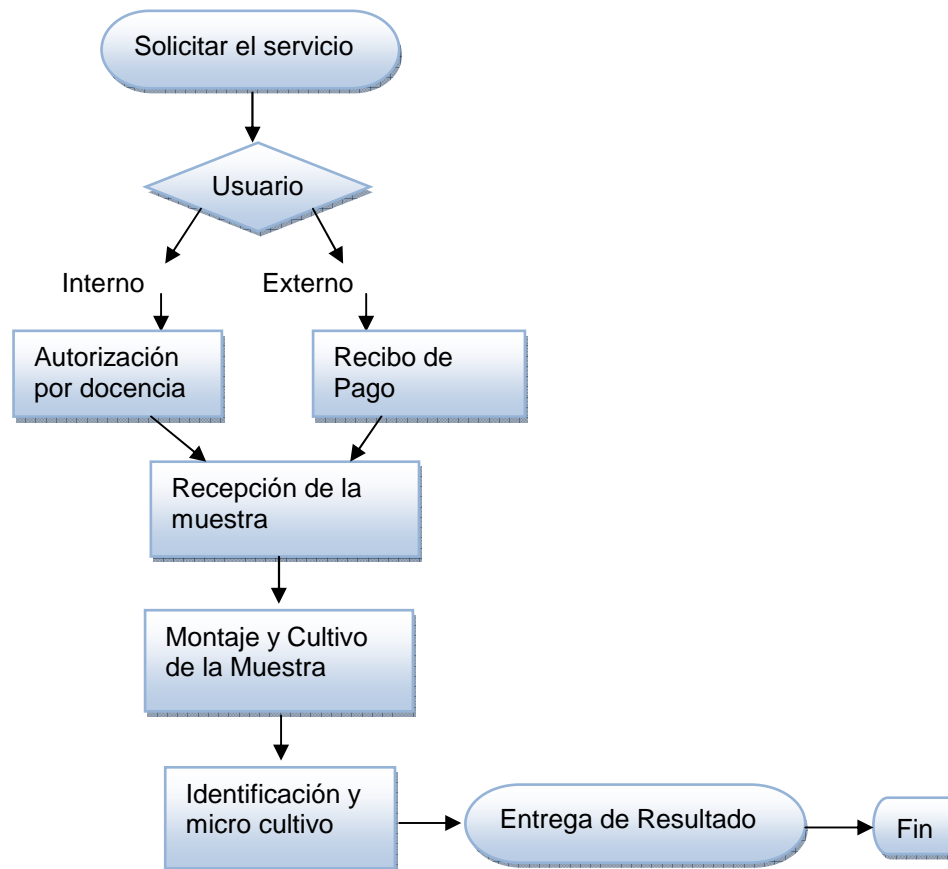 Solicitar el servicio
Usuario
Interno
Externo
Autorización
por docencia
Recibo de
Pago
Recepción de la
muestra
Montaje y Cultivo
de la Muestra
Identificación y
micro cultivo
Entrega de Resultado
Fin